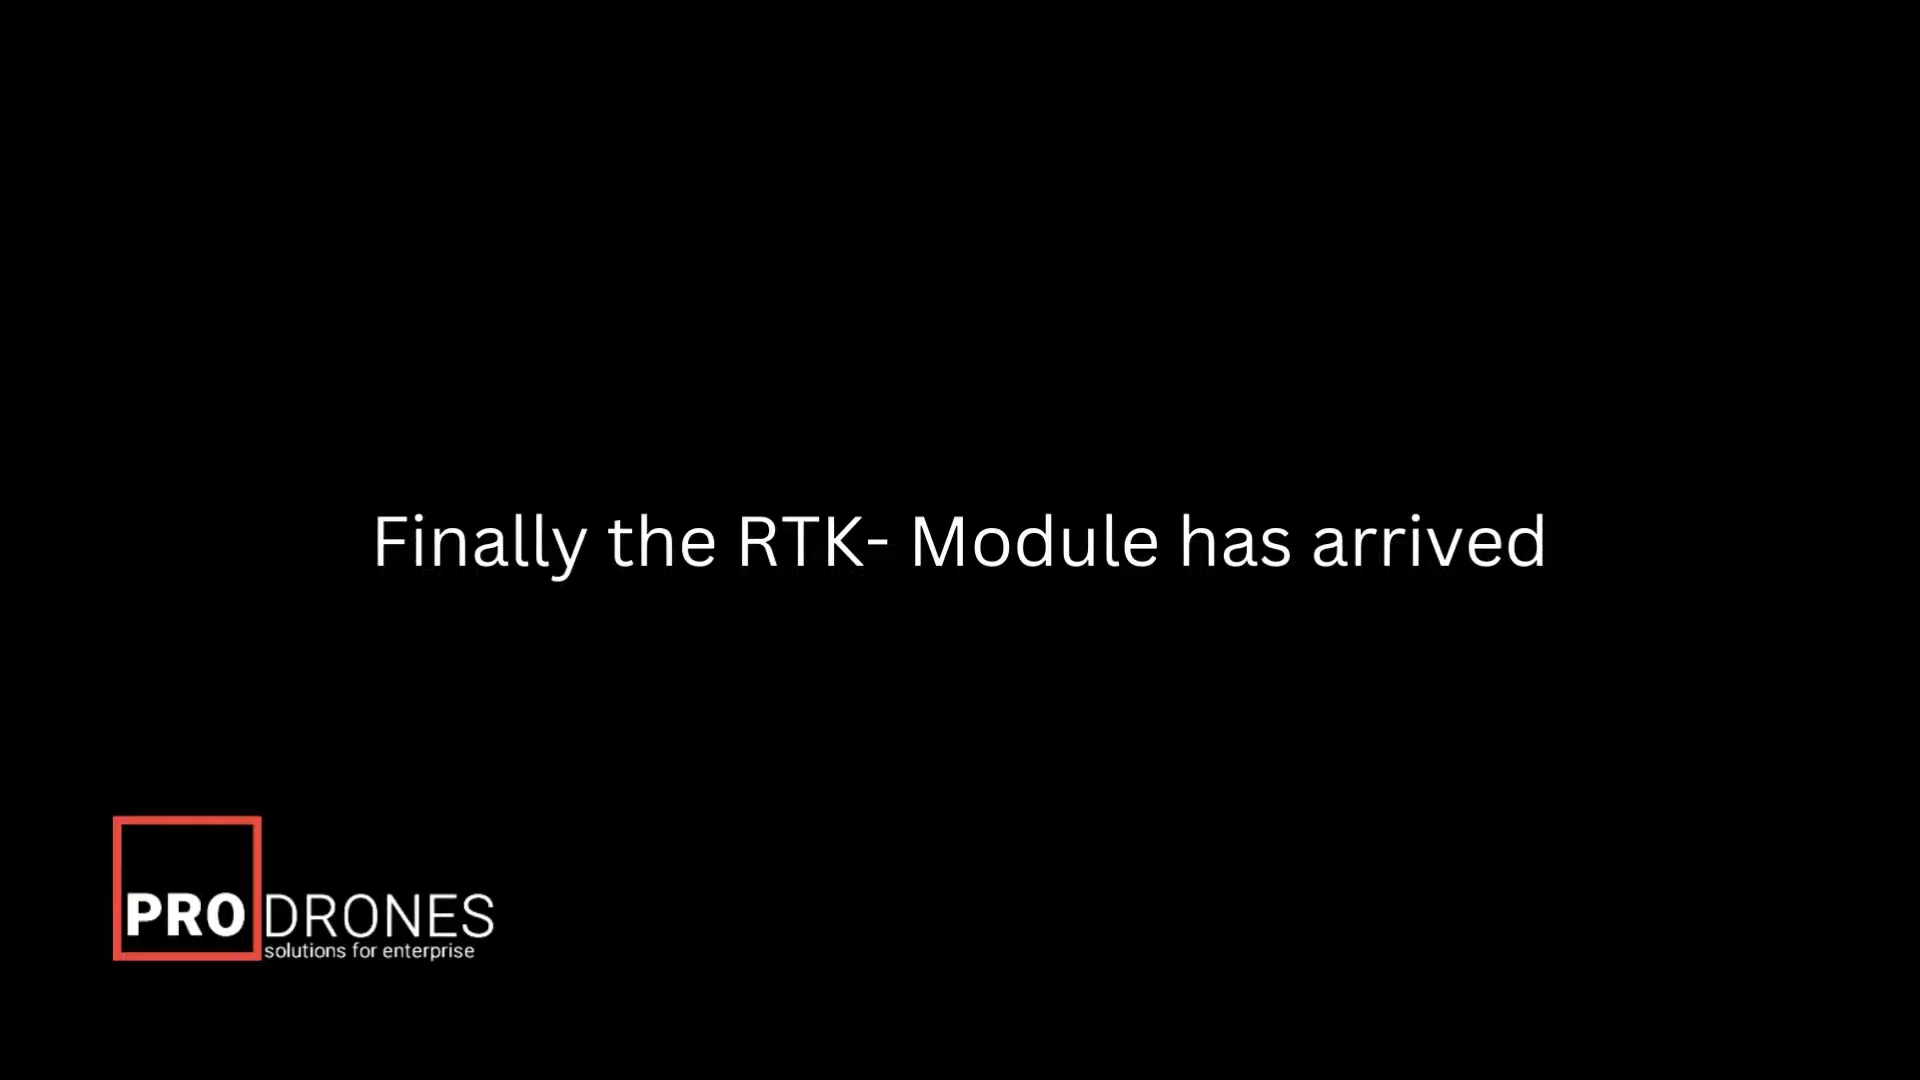 Finally the RTK- Module has arrived
PRO DRONES
solutions for enterprise